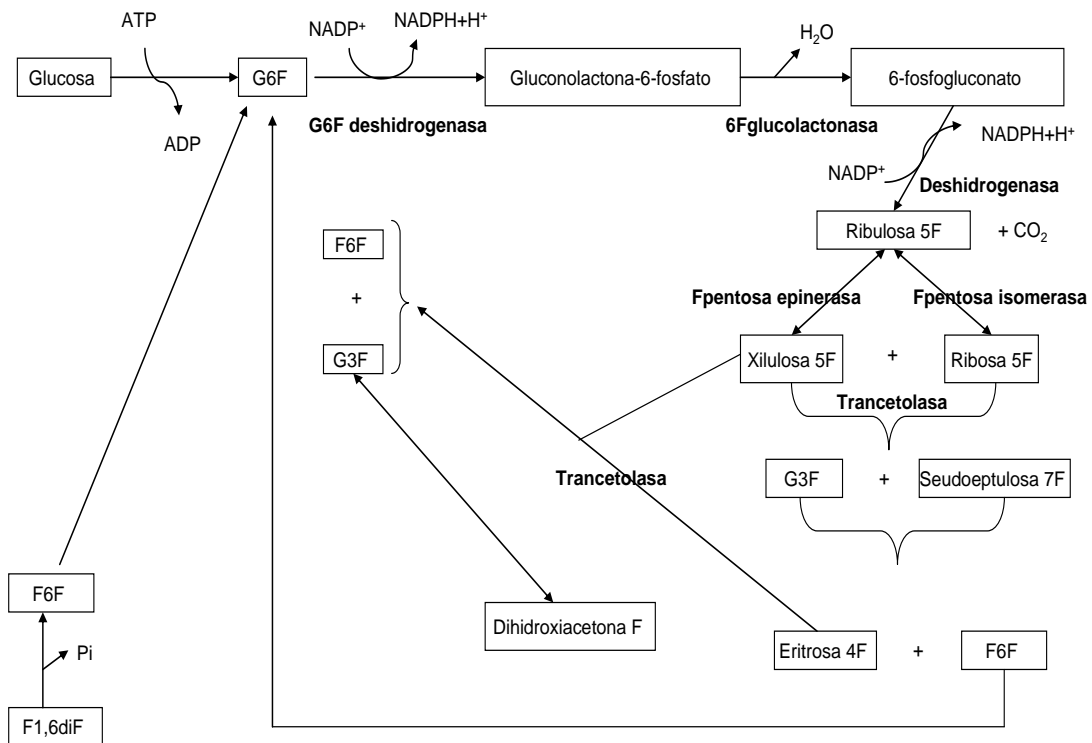 ATP
NADP⁺
NADPH+H⁺
H₂O
Glucosa
G6F
Gluconolactona-6-fosfato
6-fosfogluconato
ADP
G6F deshidrogenasa
6Fglucolactonasa
NADPH+H⁺
NADP⁺
Deshidrogenasa
Ribulosa 5F
+ CO₂
F6F
+
G3F
Fpentosa epinerasa
Fpentosa isomerasa
Xilulosa 5F
+
Ribosa 5F
Trancetolasa
Trancetolasa
G3F
+
Seudoeptulosa 7F
F6F
Dihidroxiacetona F
Eritrosa 4F
+
F6F
Pi
F1,6diF